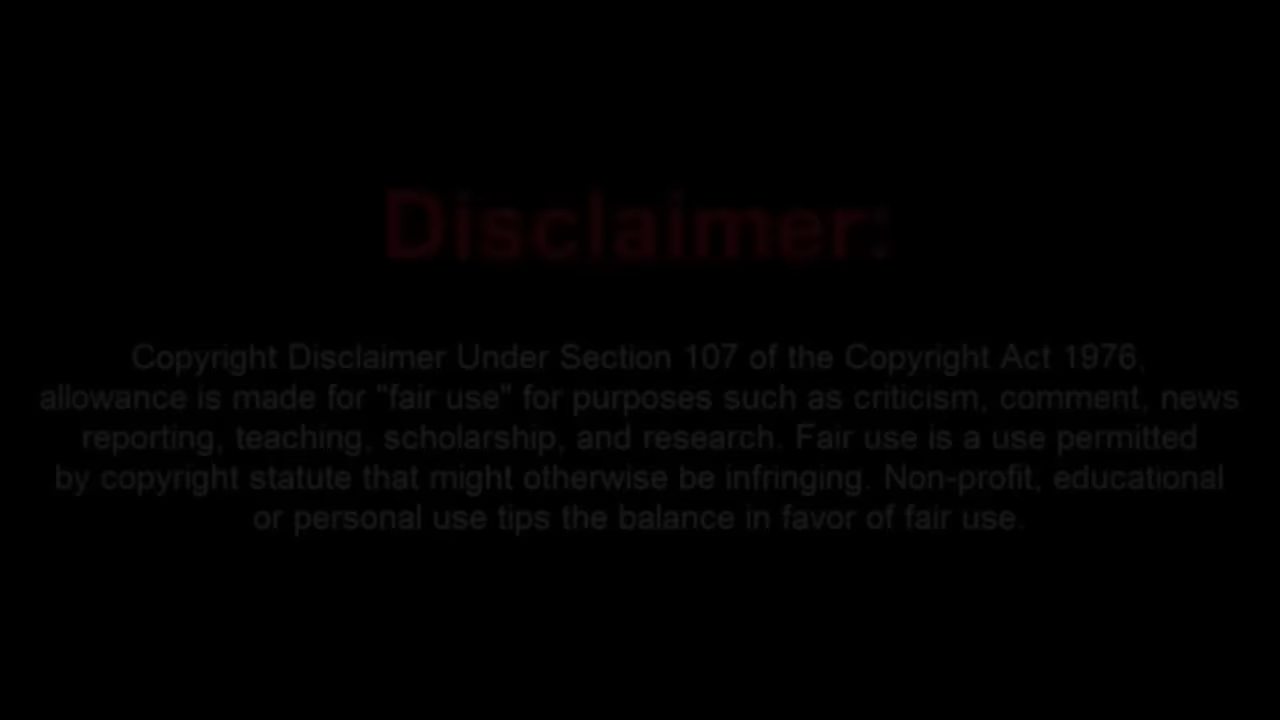 Disclaimer:
Copyright Disclaimer Under Section 107 of the Copyright Act 1976,
allowance is made for "fair use" for purposes such as criticism, comment, news
reporting, teaching, scholarship, and research. Fair use is a use permitted
by copyright statute that might otherwise be infringing. Non-profit, educational
or personal use tips the balance in favor of fair use.